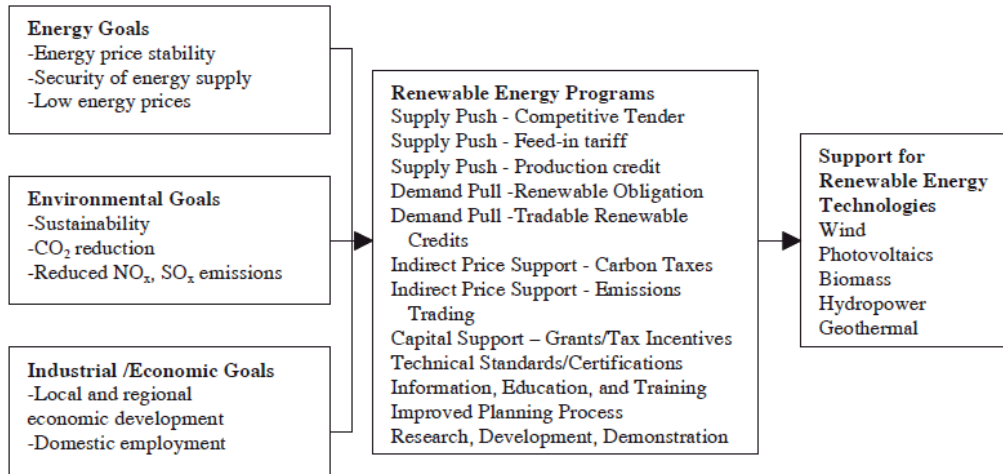 Energy Goals
-Energy price stability
-Security of energy supply
-Low energy prices
Environmental Goals
-Sustainability
-CO₂ reduction
-Reduced NOₓ, SOₓ emissions
Industrial /Economic Goals
-Local and regional
economic development
-Domestic employment
Renewable Energy Programs
Supply Push - Competitive Tender
Supply Push - Feed-in tariff
Supply Push - Production credit
Demand Pull -Renewable Obligation
Demand Pull -Tradable Renewable
Credits
Indirect Price Support - Carbon Taxes
Indirect Price Support - Emissions
Trading
Capital Support – Grants/Tax Incentives
Technical Standards/Certifications
Information, Education, and Training
Improved Planning Process
Research, Development, Demonstration
Support for
Renewable Energy
Technologies
Wind
Photovoltaics
Biomass
Hydropower
Geothermal